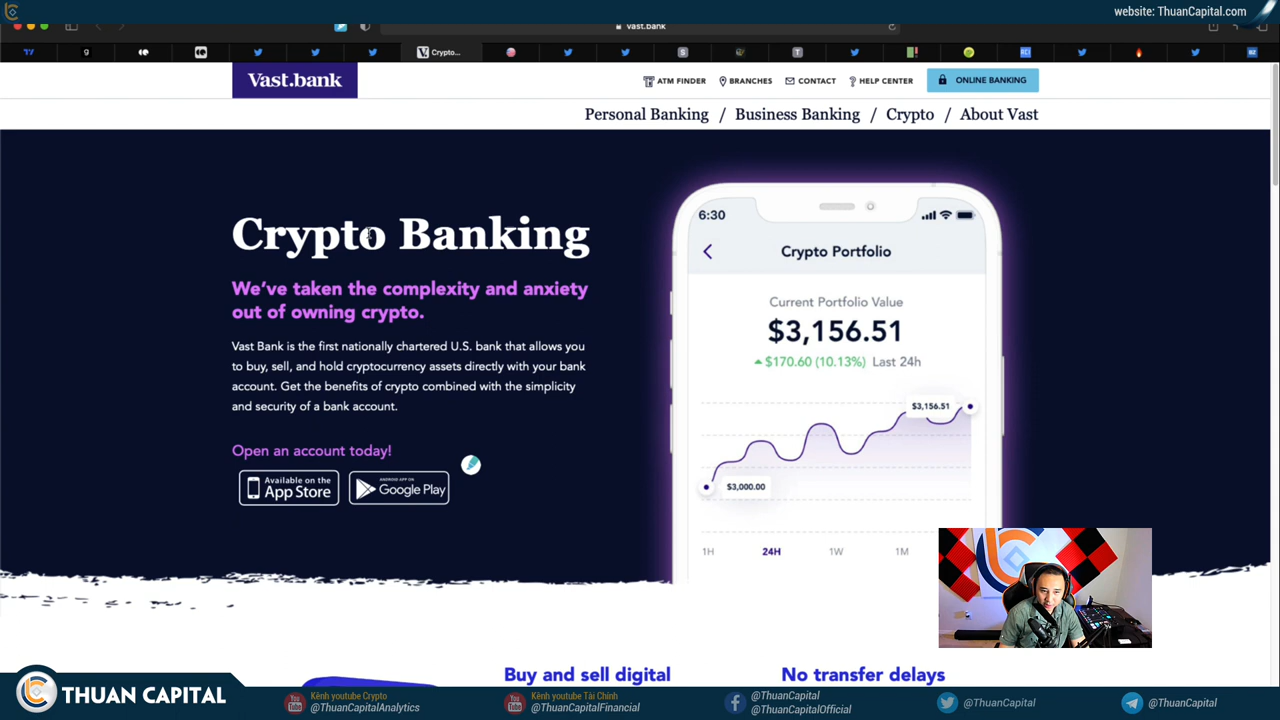 website: ThuanCapital.com
vast.bank
Crypto...
Vast.bank
ATM FINDER
BRANCHES
CONTACT
HELP CENTER
ONLINE BANKING
Personal Banking / Business Banking / Crypto / About Vast
Crypto Banking
We've taken the complexity and anxiety
out of owning crypto.
Vast Bank is the first nationally chartered U.S. bank that allows you
to buy, sell, and hold cryptocurrency assets directly with your bank
account. Get the benefits of crypto combined with the simplicity
and security of a bank account.
Open an account today!
Available on the
App Store
ANDROID APP ON
Google Play
6:30
Crypto Portfolio
Current Portfolio Value
$3,156.51
$170.60 (10.13%) Last 24h
$3,156.51
$3,000.00
1H 24H 1W 1M
Buy and sell digital
No transfer delays
THUAN CAPITAL
Kênh youtube Crypto
@ThuanCapitalAnalytics
Kênh youtube Tài Chính
@ThuanCapitalFinancial
@ThuanCapital
@ThuanCapitalOfficial
@ThuanCapital
@ThuanCapital